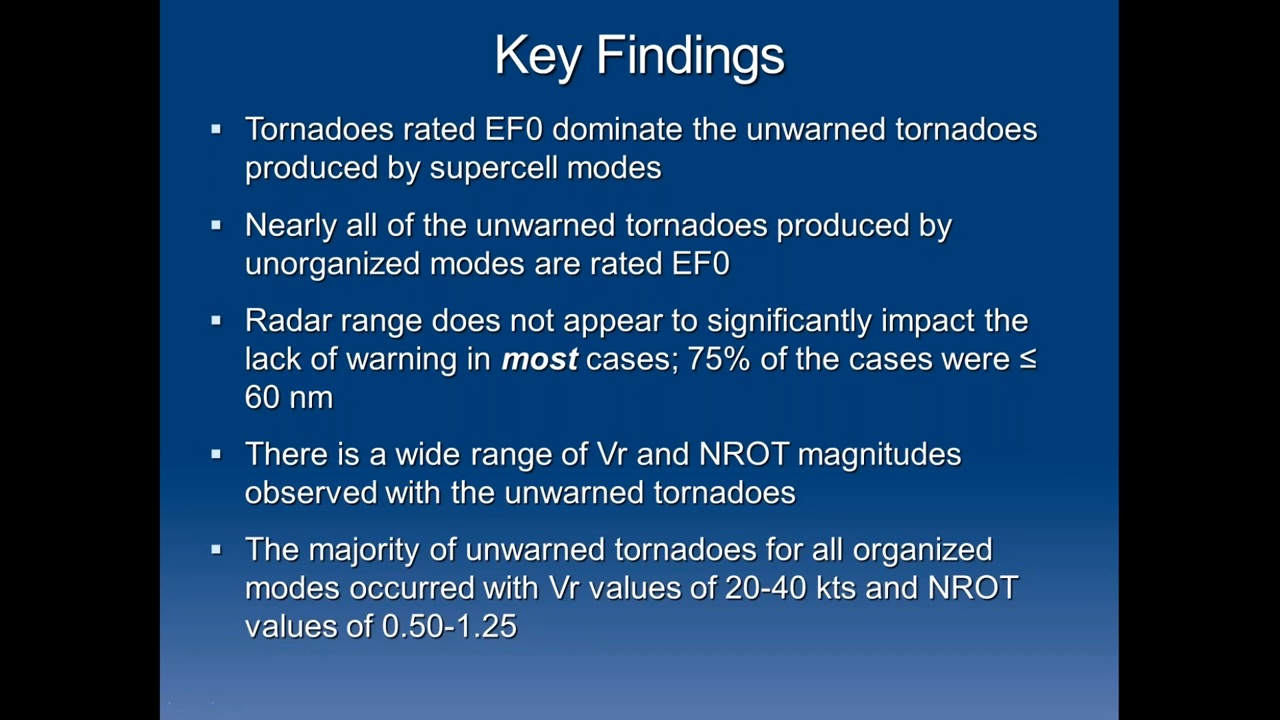 Key Findings
▪ Tornadoes rated EF0 dominate the unwarned tornadoes
produced by supercell modes
▪ Nearly all of the unwarned tornadoes produced by
unorganized modes are rated EF0
▪ Radar range does not appear to significantly impact the
lack of warning in most cases; 75% of the cases were ≤
60 nm
▪ There is a wide range of Vr and NROT magnitudes
observed with the unwarned tornadoes
▪ The majority of unwarned tornadoes for all organized
modes occurred with Vr values of 20-40 kts and NROT
values of 0.50-1.25